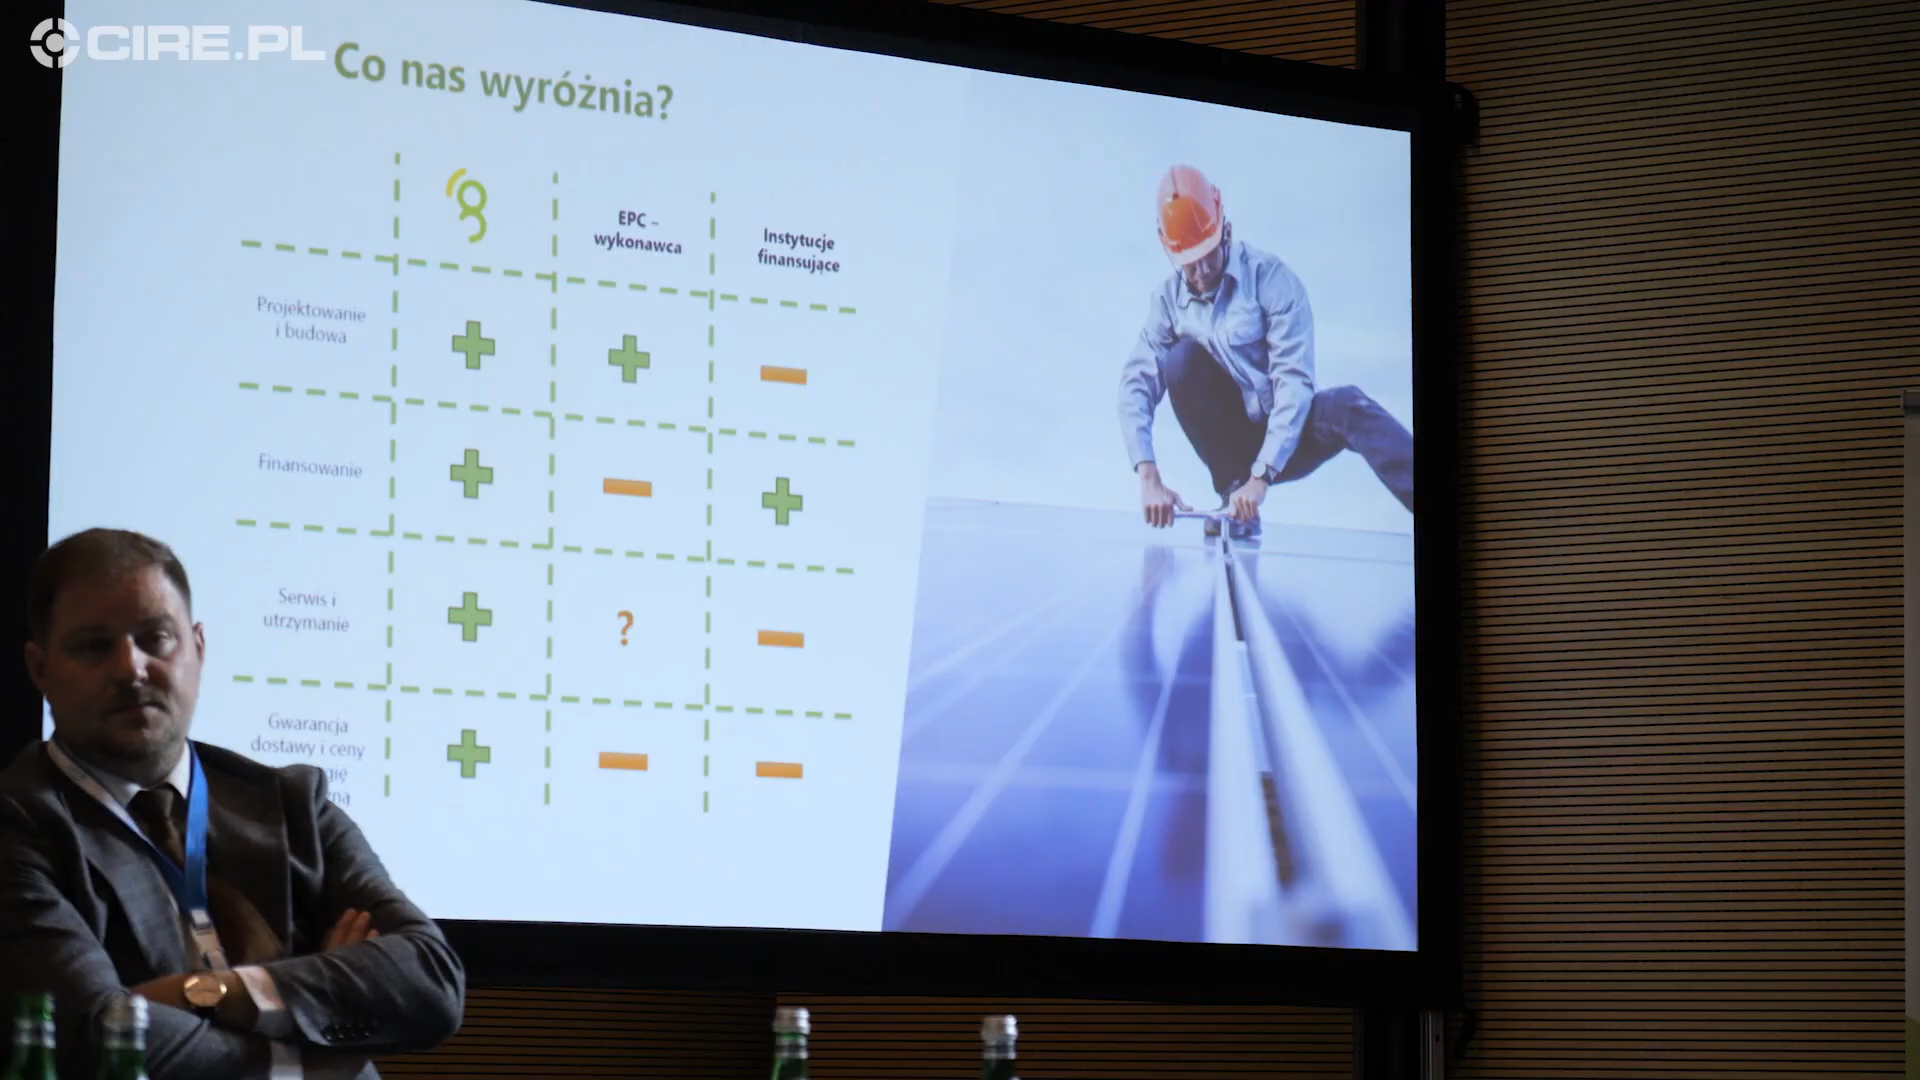 CIRE.PL
Co nas wyróżnia?
EPC –
wykonawca
Instytucje
finansujące
Projektowanie
i budowa
Finansowanie
Serwis i
utrzymanie
?
Gwarancja
dostawy i ceny